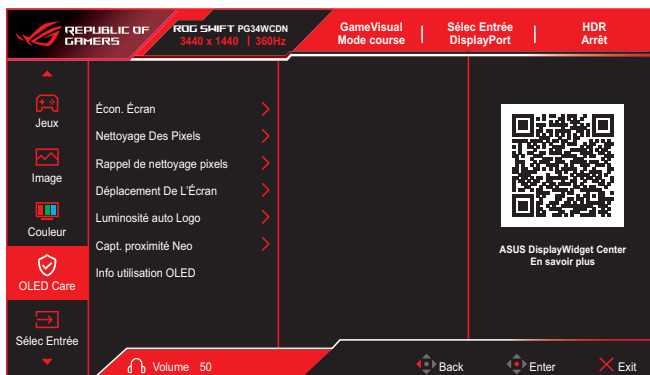 REPUBLIC OF
GAMERS
ROG SWIFT PG34WCDN
3440 x 1440 | 360Hz
GameVisual
Mode course
Sélec Entrée
DisplayPort
HDR
Arrêt
Jeux
Image
Couleur
OLED Care
Sélec Entrée
Écon. Écran
Nettoyage Des Pixels
Rappel de nettoyage pixels
Déplacement De L'Écran
Luminosité auto Logo
Capt. proximité Neo
Info utilisation OLED
ASUS DisplayWidget Center
En savoir plus
Volume 50
Back
Enter
Exit